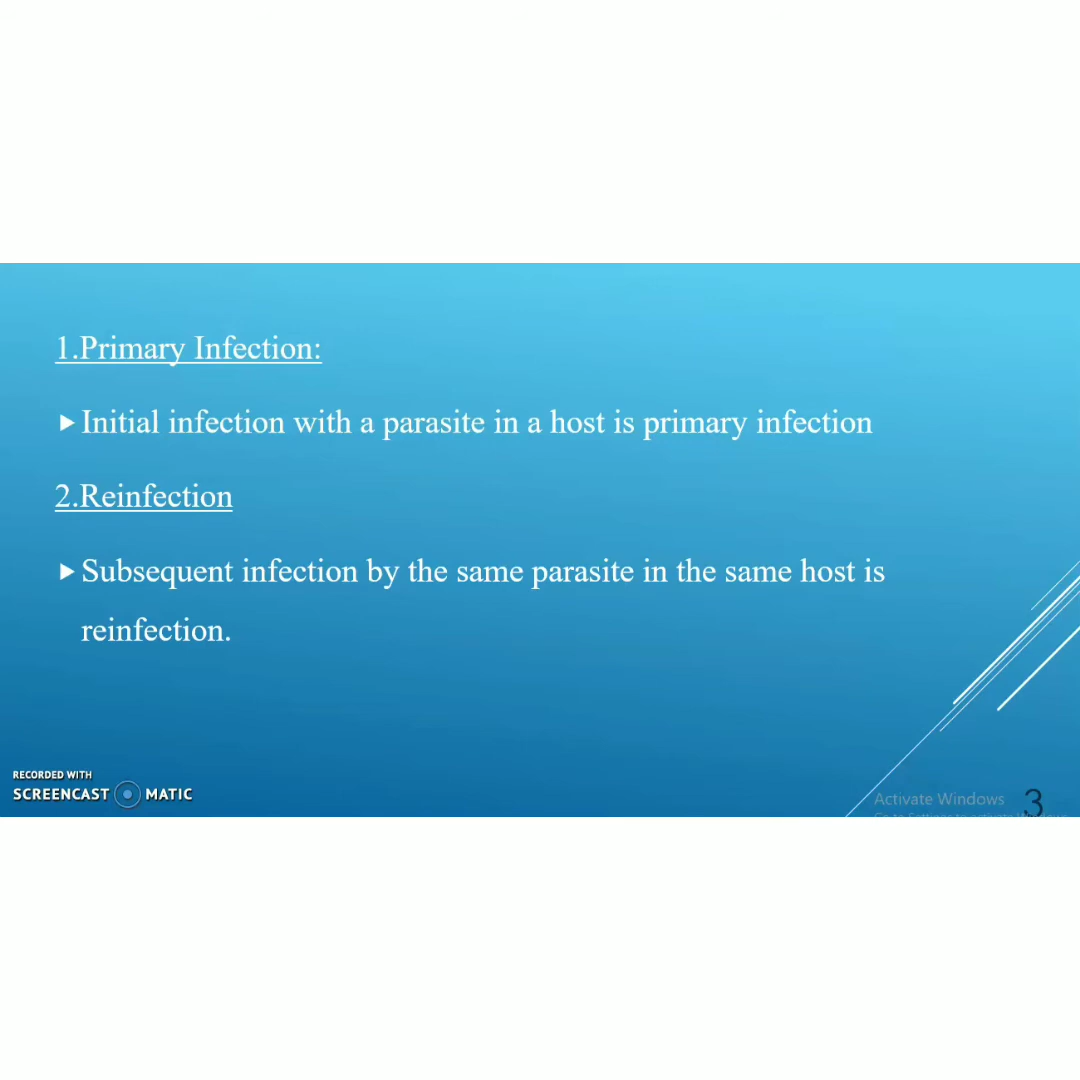 1.Primary Infection:
Initial infection with a parasite in a host is primary infection
2.Reinfection
Subsequent infection by the same parasite in the same host is
reinfection.
RECORDED WITH
SCREENCAST MATIC
Activate Windows
3